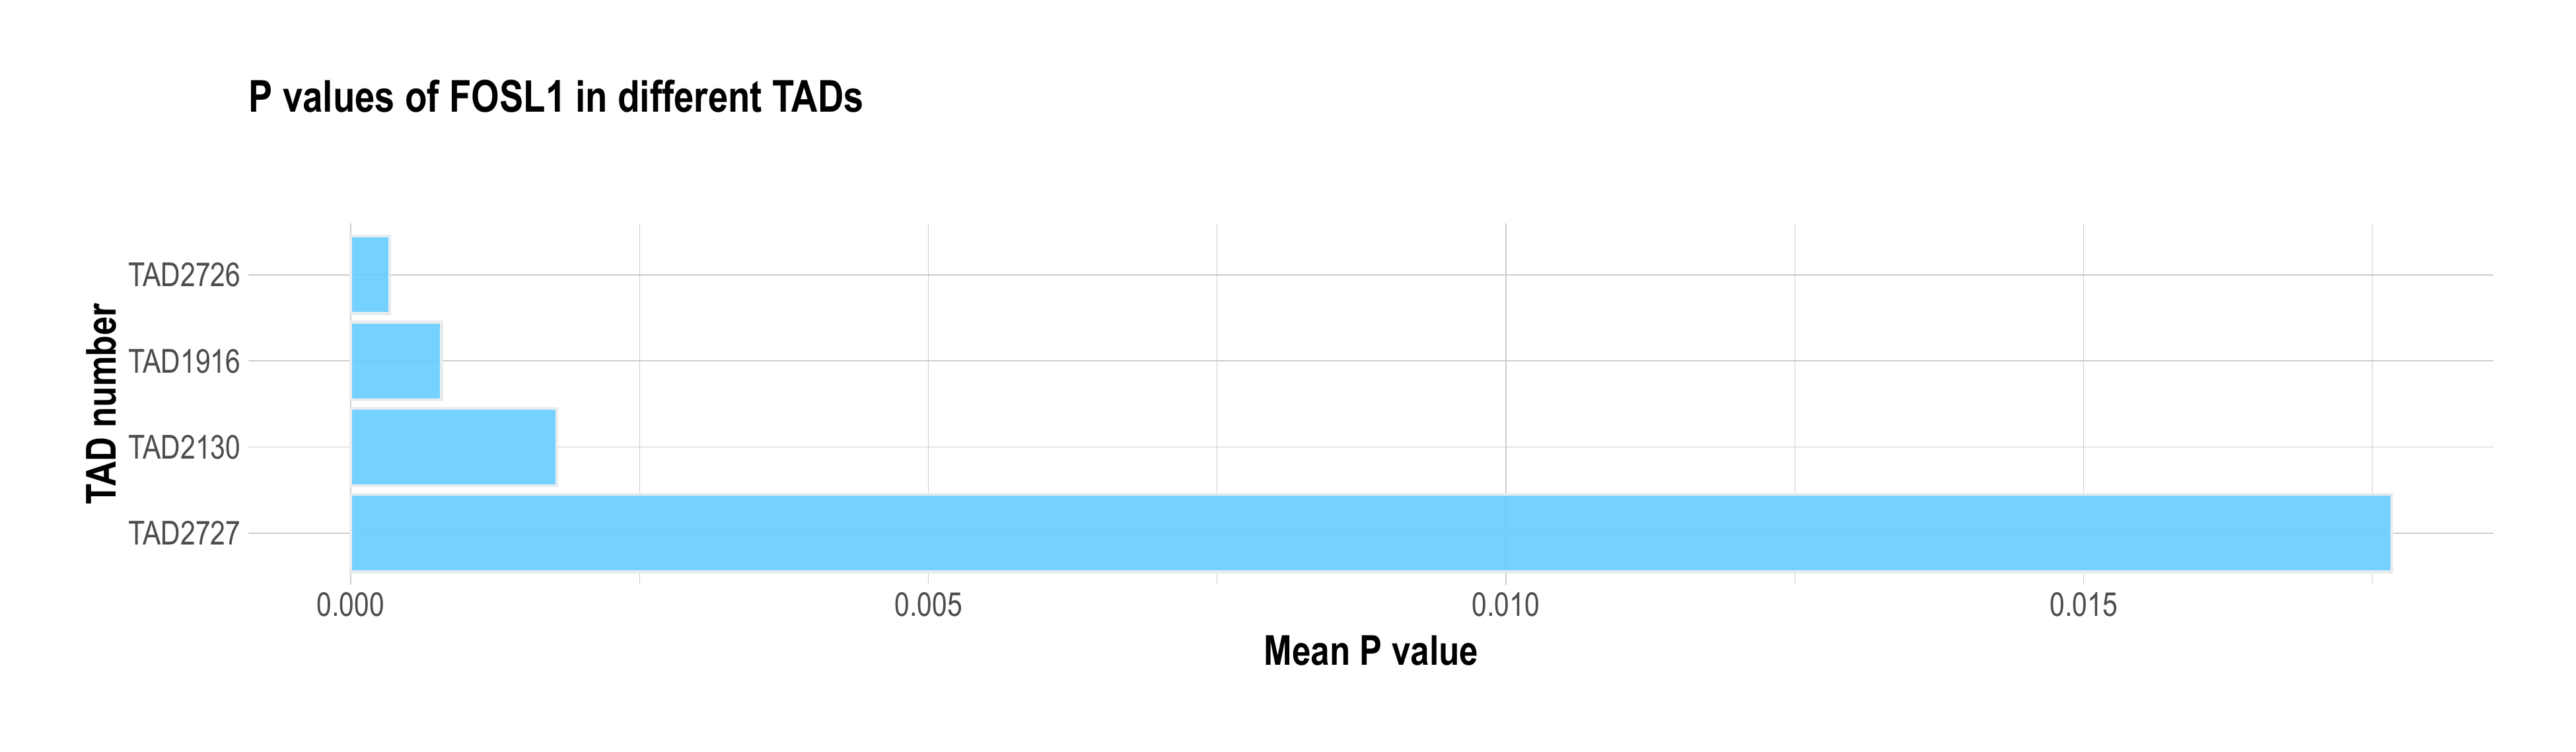 P values of FOSL1 in different TADs
TAD number
TAD2726
TAD1916
TAD2130
TAD2727
0.000
0.005
0.010
0.015
Mean P value